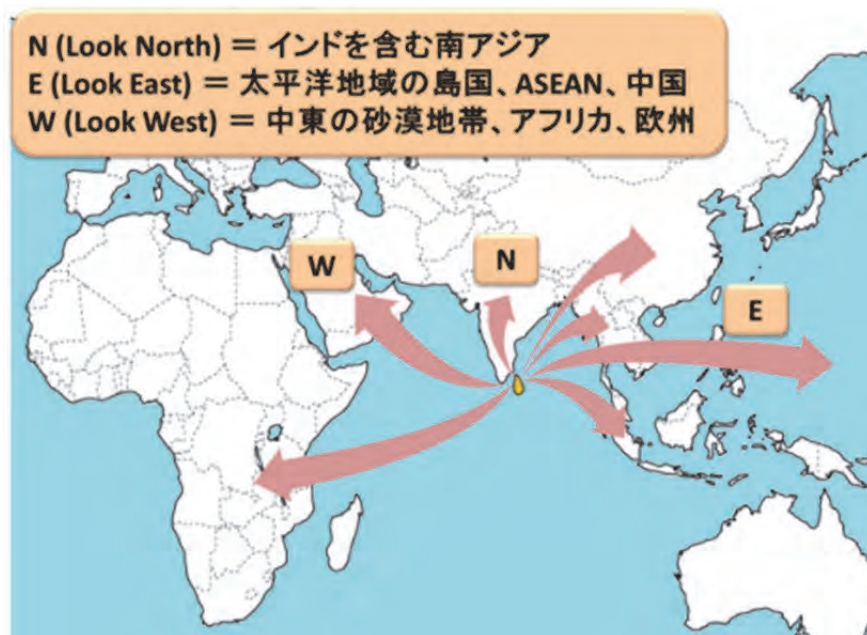 N (Look North) ＝ インドを含む南アジア
E (Look East) ＝ 太平洋地域の島国、ASEAN、中国
W (Look West) ＝ 中東の砂漠地帯、アフリカ、欧州
W
N
E